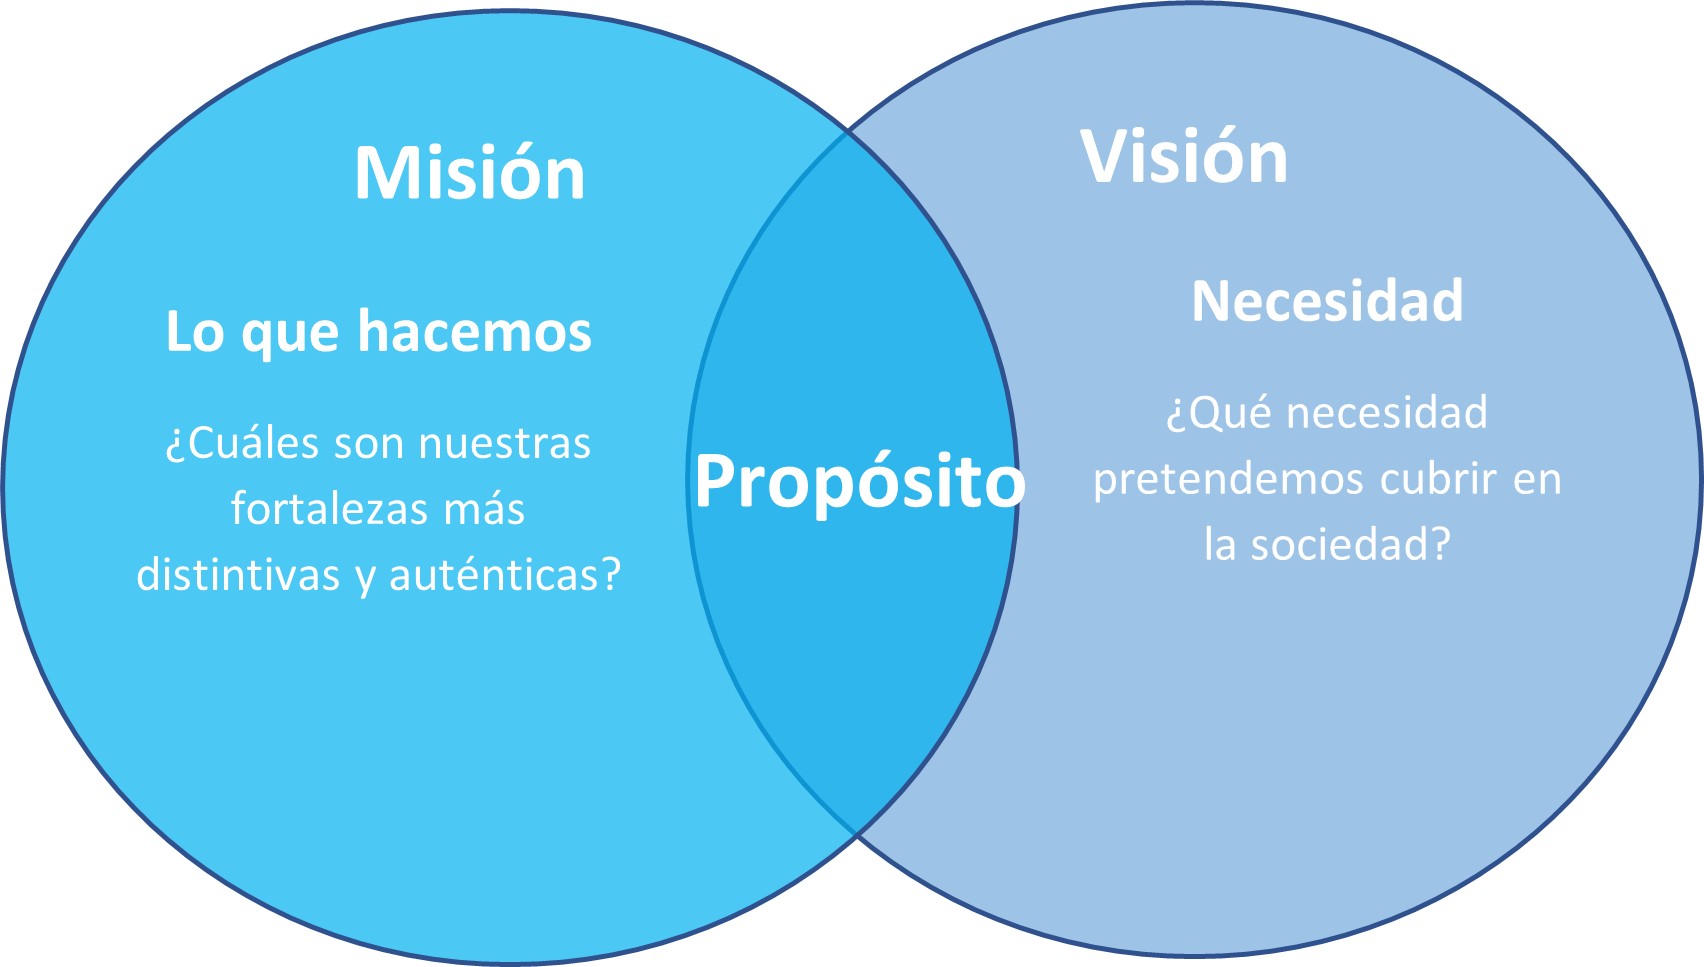 Misión
Lo que hacemos
¿Cuáles son nuestras
fortalezas más
distintivas y auténticas?
Propósito
Visión
Necesidad
¿Qué necesidad
pretendemos cubrir en
la sociedad?